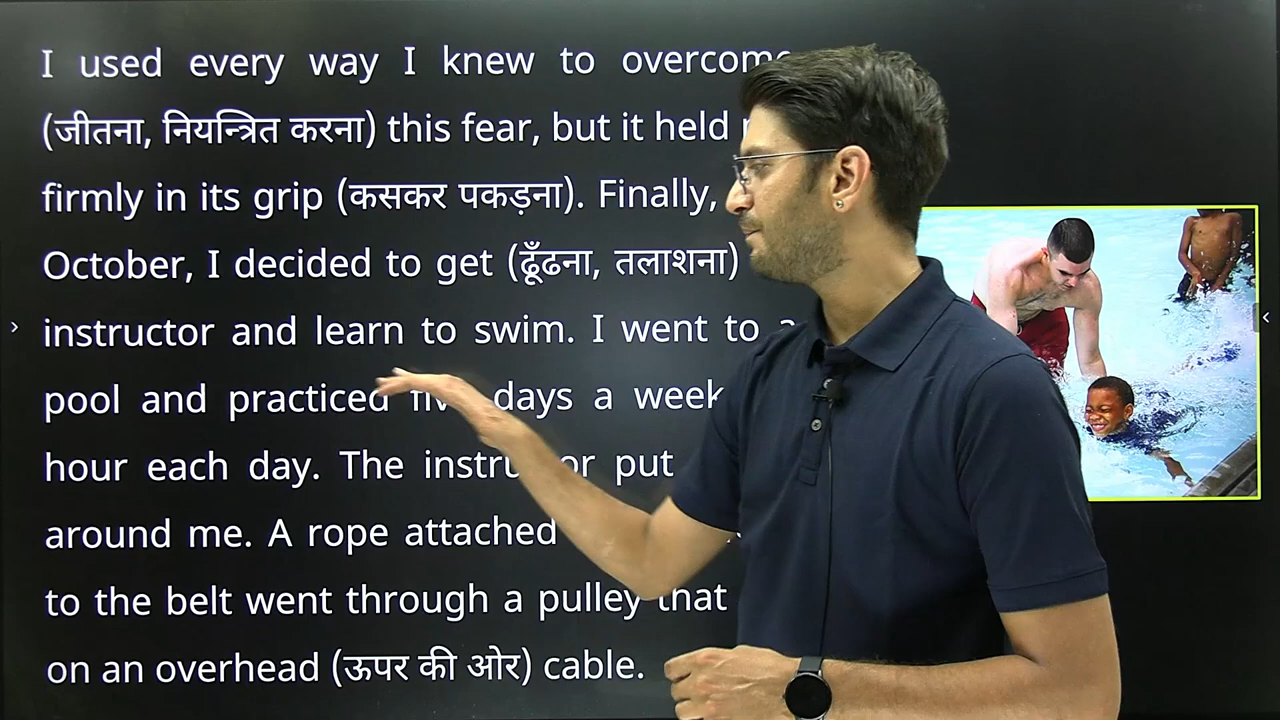 I used every way I knew to overcome
(जीतना, नियन्त्रित करना) this fear, but it held
firmly in its grip (कसकर पकड़ना). Finally,
October, I decided to get (ढूँढना, तलाशना)
instructor and learn to swim. I went to a
pool and practiced five days a week
hour each day. The instructor put
around me. A rope attached
to the belt went through a pulley that
on an overhead (ऊपर की ओर) cable.